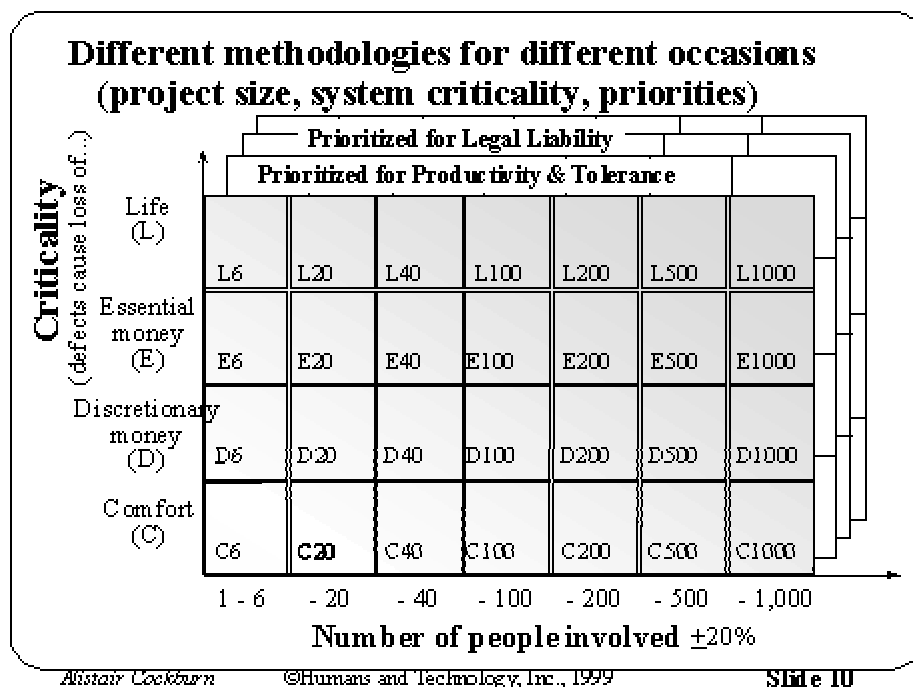 Different methodologies for different occasions
(project size, system criticality, priorities)
Prioritized for Legal Liability
Prioritized for Productivity & Tolerance
Criticality
(defects cause loss of...)
Life
(L)
L6 L20 L40 L100 L200 L500 L1000
Essential
money
(E)
E6 E20 E40 E100 E200 E500 E1000
Discretionary
money
(D)
D6 D20 D40 D100 D200 D500 D1000
Comfort
(C)
C6 C20 C40 C100 C200 C500 C1000
1 - 6 - 20 - 40 - 100 - 200 - 500 - 1,000
Number of people involved ±20%
Alistair Cockburn ©Humans and Technology, Inc., 1999 Slide 10